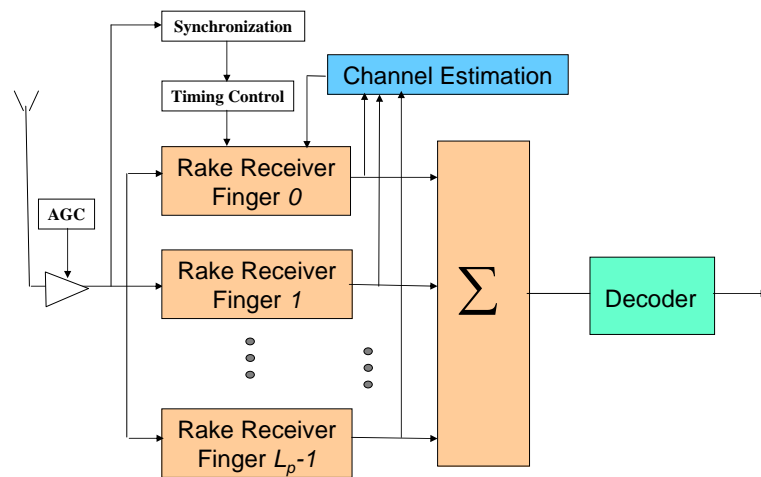 Synchronization
Channel Estimation
Timing Control
Rake Receiver
Finger 0
AGC
Rake Receiver
Finger 1
Σ
Decoder
Rake Receiver
Finger Lp-1